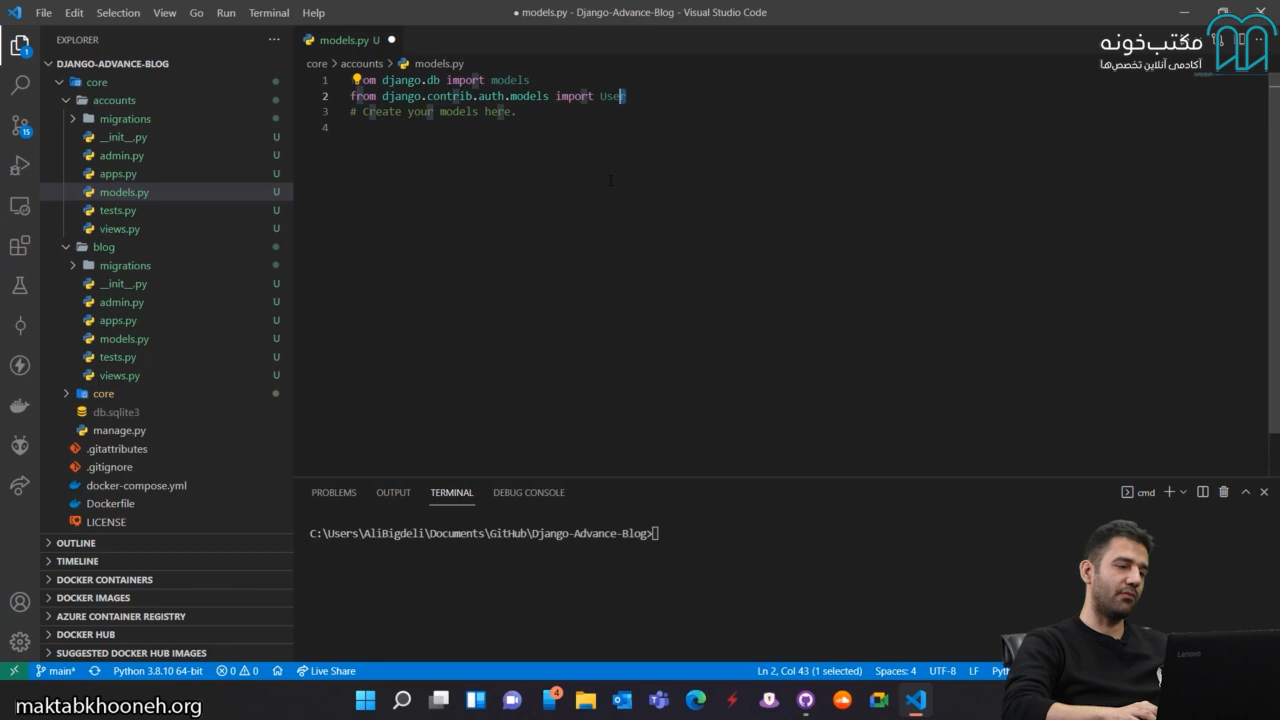 File Edit Selection View Go Run Terminal Help
● models.py - Django-Advance-Blog - Visual Studio Code
مکتب‌خونه
آکادمی آنلاین تخصص‌ها
EXPLORER
models.py U
DJANGO-ADVANCE-BLOG
core > accounts > models.py
core
accounts
migrations
__init__.py U
admin.py U
apps.py U
models.py U
tests.py U
views.py U
blog
migrations
__init__.py U
admin.py U
apps.py U
models.py U
tests.py U
views.py U
core
db.sqlite3
manage.py
.gitattributes
.gitignore
docker-compose.yml
Dockerfile
LICENSE
OUTLINE
TIMELINE
DOCKER CONTAINERS
DOCKER IMAGES
AZURE CONTAINER REGISTRY
DOCKER HUB
SUGGESTED DOCKER HUB IMAGES
1
15
1 from django.db import models
2 from django.contrib.auth.models import User
3 # Create your models here.
4
PROBLEMS OUTPUT TERMINAL DEBUG CONSOLE
cmd
C:\Users\AliBigdeli\Documents\GitHub\Django-Advance-Blog>
Lenovo
main* Python 3.8.10 64-bit 0 0 Live Share
Ln 2, Col 43 (1 selected) Spaces: 4 UTF-8 LF
4
maktabkhooneh.org